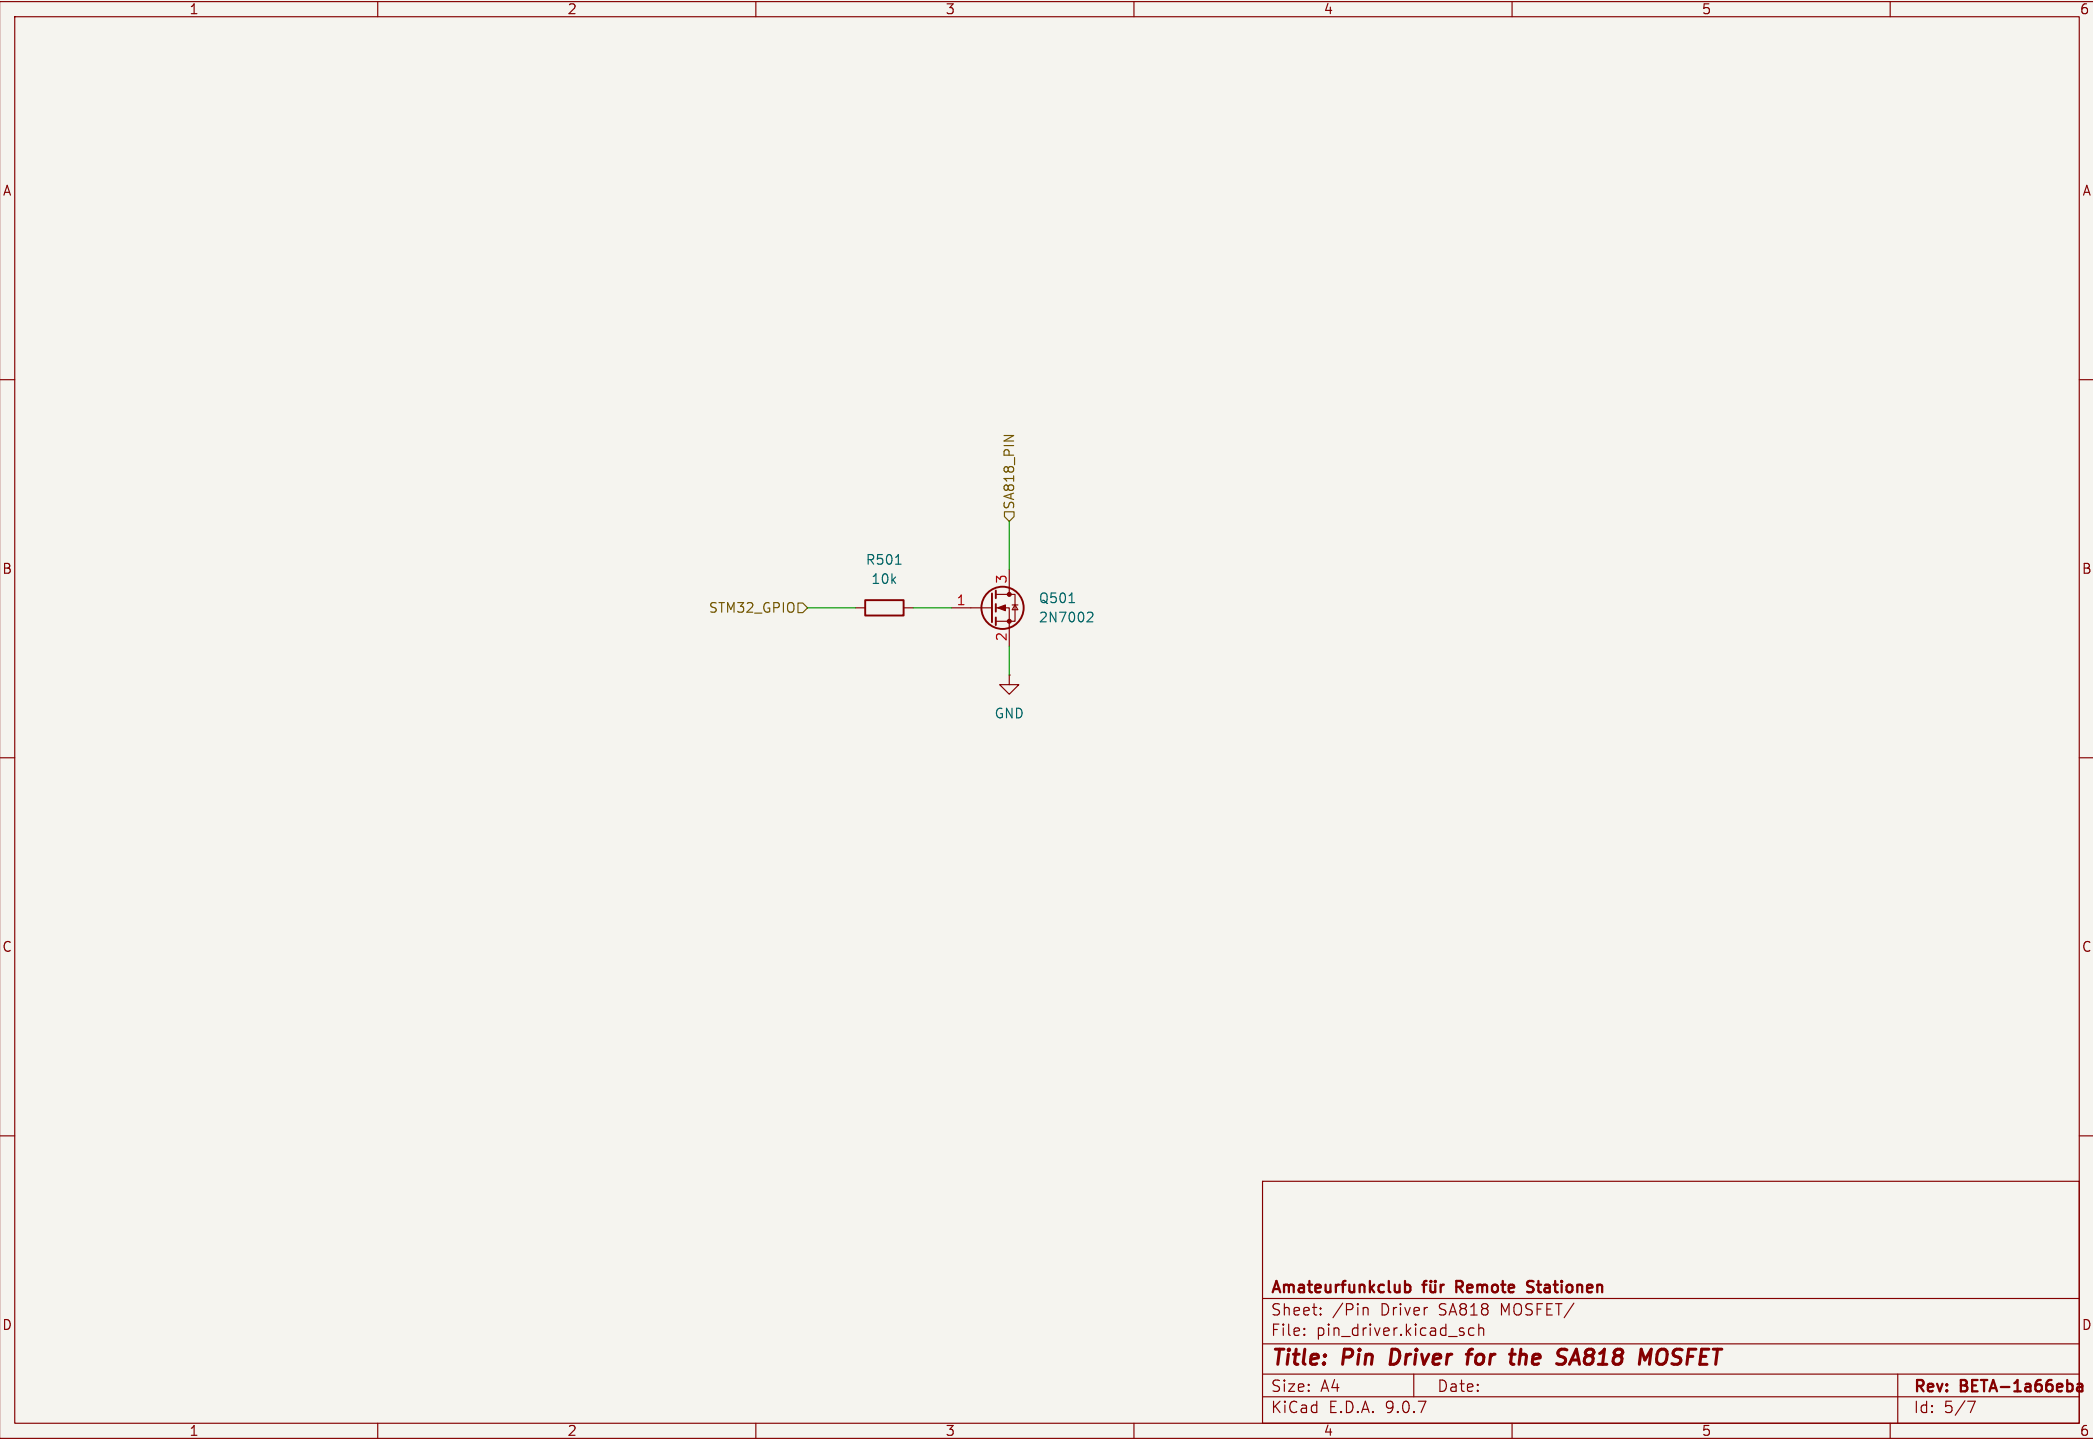 1 2 3 4 5 6
A A
SA818_PIN
R501
B B
10k
3
STM32_GPIO
1
Q501
2N7002
2
GND
C C
Amateurfunkclub für Remote Stationen
Sheet: /Pin Driver SA818 MOSFET/
D D
File: pin_driver.kicad_sch
Title: Pin Driver for the SA818 MOSFET
Size: A4 Date: Rev: BETA-1a66eba
KiCad E.D.A. 9.0.7 Id: 5/7
1 2 3 4 5 6